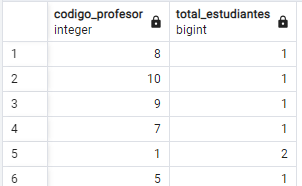 codigo_profesor total_estudiantes
integer bigint
1 8 1
2 10 1
3 9 1
4 7 1
5 1 2
6 5 1